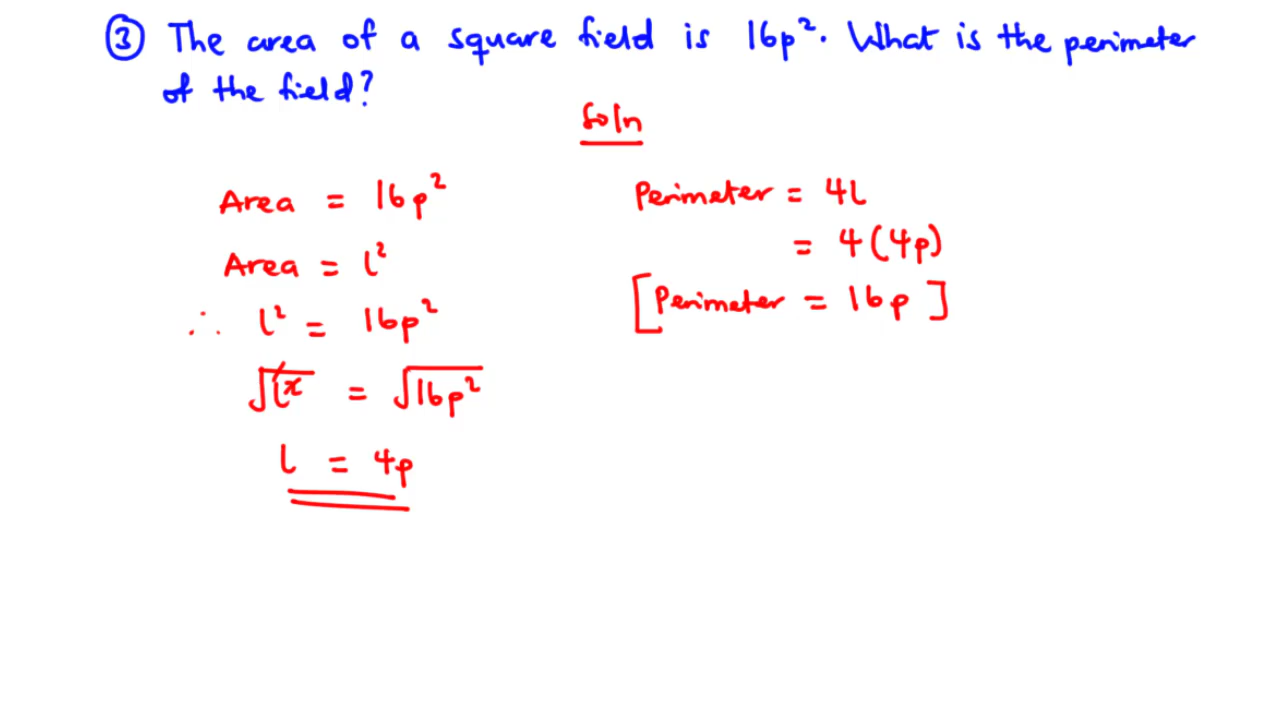 ③ The area of a square field is 16p². What is the perimeter
of the field?
Soln
Area = 16p²
Area = l²
∴ l² = 16p²
√l² = √16p²
l = 4p
Perimeter = 4l
= 4(4p)
[Perimeter = 16p]